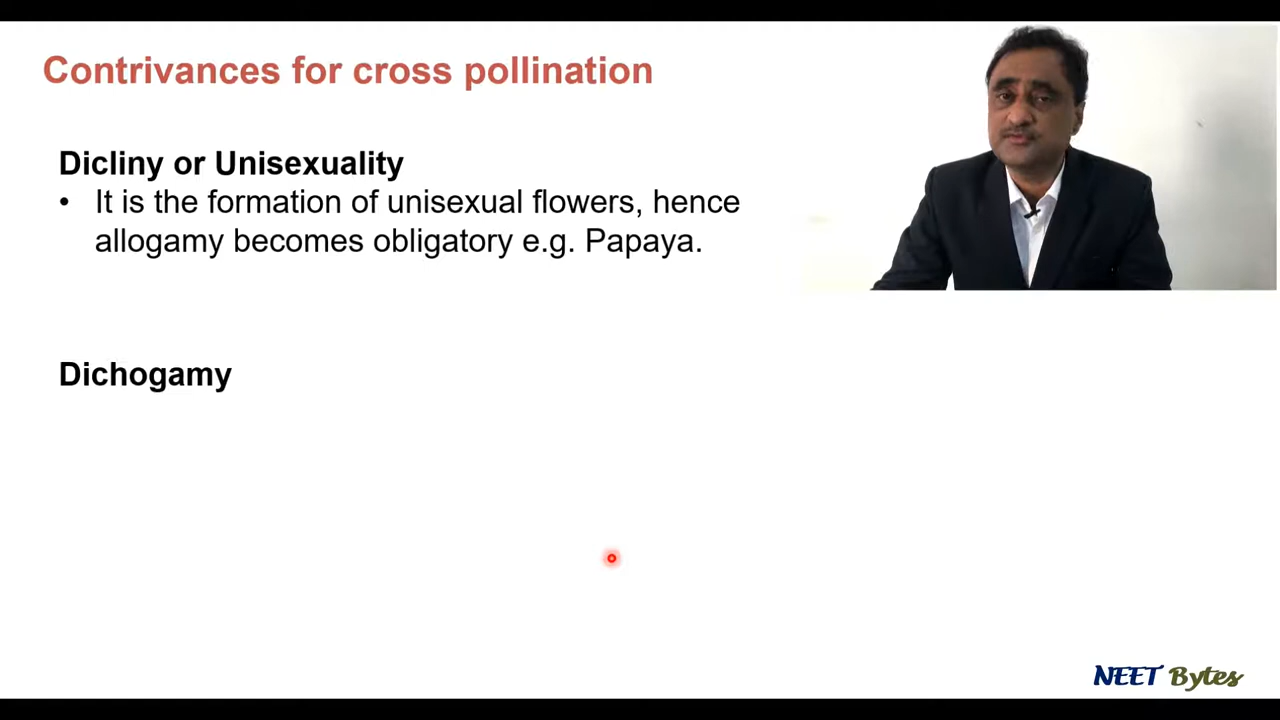 Contrivances for cross pollination
Dicliny or Unisexuality
• It is the formation of unisexual flowers, hence
allogamy becomes obligatory e.g. Papaya.
Dichogamy
NEET Bytes